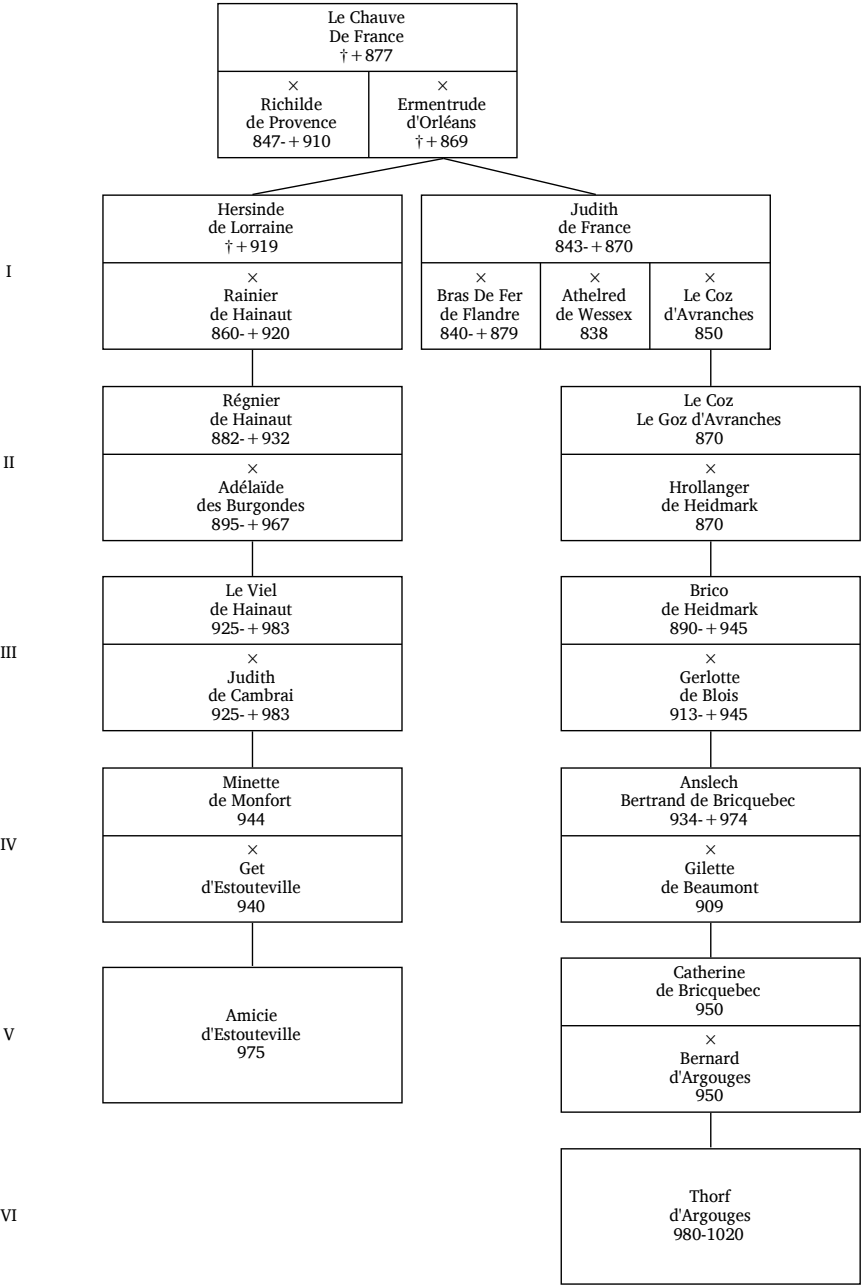 Le Chauve
De France
†+877
×
Richilde
de Provence
847-+910
×
Ermentrude
d'Orléans
†+869
I
Hersinde
de Lorraine
†+919
×
Rainier
de Hainaut
860-+920
Judith
de France
843-+870
×
Bras De Fer
de Flandre
840-+879
×
Athelred
de Wessex
838
×
Le Coz
d'Avranches
850
II
Régnier
de Hainaut
882-+932
×
Adélaïde
des Burgondes
895-+967
Le Coz
Le Goz d'Avranches
870
×
Hrollanger
de Heidmark
870
III
Le Viel
de Hainaut
925-+983
×
Judith
de Cambrai
925-+983
Brico
de Heidmark
890-+945
×
Gerlotte
de Blois
913-+945
IV
Minette
de Monfort
944
×
Get
d'Estouteville
940
Anslech
Bertrand de Bricquebec
934-+974
×
Gilette
de Beaumont
909
V
Amicie
d'Estouteville
975
Catherine
de Bricquebec
950
×
Bernard
d'Argouges
950
VI
Thorf
d'Argouges
980-1020